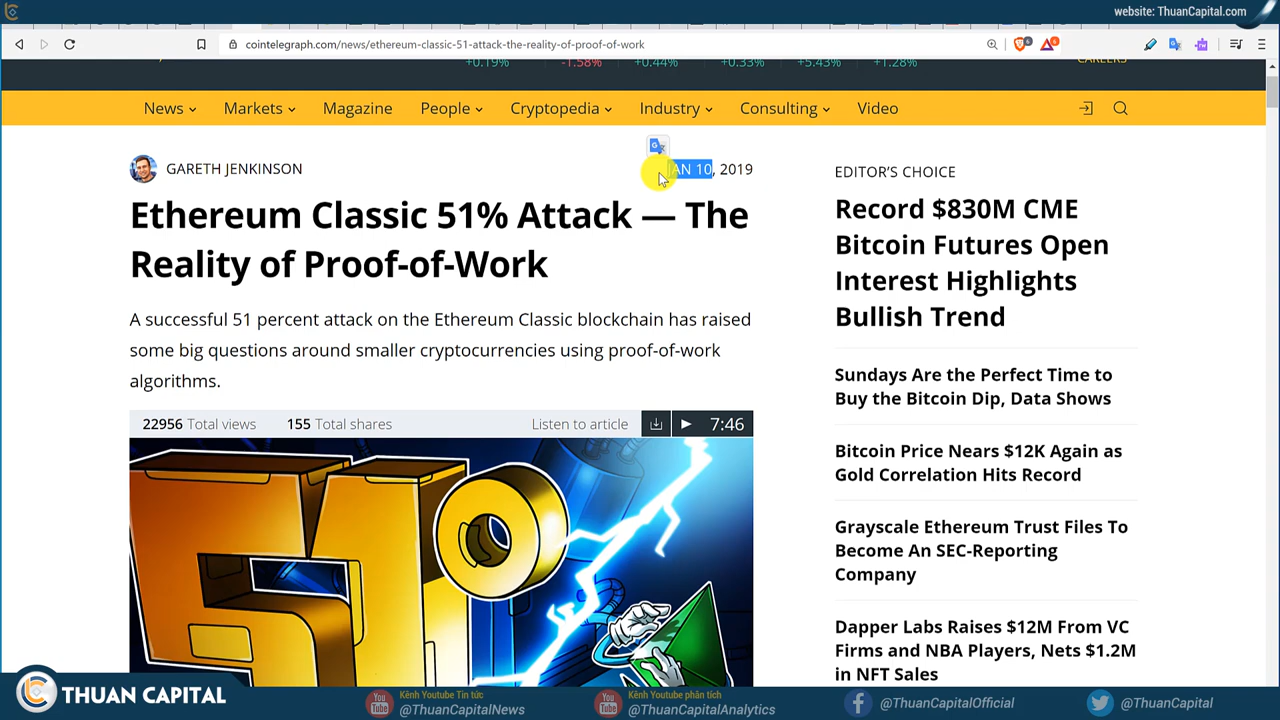 website: ThuanCapital.com
cointelegraph.com/news/ethereum-classic-51-attack-the-reality-of-proof-of-work
+0.19% -1.58% +0.44% +0.33% +5.43% +1.28% CAREERS
News Markets Magazine People Cryptopedia Industry Consulting Video
GARETH JENKINSON
JAN 10, 2019
Ethereum Classic 51% Attack — The
Reality of Proof-of-Work
A successful 51 percent attack on the Ethereum Classic blockchain has raised
some big questions around smaller cryptocurrencies using proof-of-work
algorithms.
22956 Total views 155 Total shares Listen to article 7:46
51%
EDITOR'S CHOICE
Record $830M CME
Bitcoin Futures Open
Interest Highlights
Bullish Trend
Sundays Are the Perfect Time to
Buy the Bitcoin Dip, Data Shows
Bitcoin Price Nears $12K Again as
Gold Correlation Hits Record
Grayscale Ethereum Trust Files To
Become An SEC-Reporting
Company
Dapper Labs Raises $12M From VC
Firms and NBA Players, Nets $1.2M
in NFT Sales
THUAN CAPITAL
You Tube
Kênh Youtube Tin tức
@ThuanCapitalNews
You Tube
Kênh Youtube phân tích
@ThuanCapitalAnalytics
@ThuanCapitalOfficial
@ThuanCapital